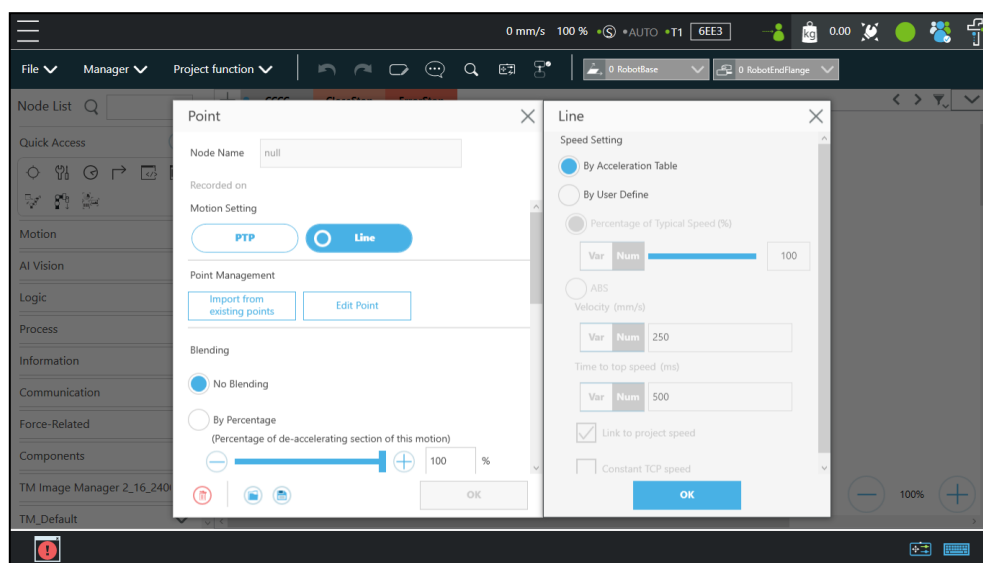 0 mm/s 100 % S AUTO T1 6EE3 kg 0.00
File Manager Project function 0 RobotBase 0 RobotEndFlange
Node List
Quick Access
Motion
AI Vision
Logic
Process
Information
Communication
Force-Related
Components
TM Image Manager 2_16_240
TM_Default
Point
Node Name null
Recorded on
Motion Setting
PTP Line
Point Management
Import from
existing points
Edit Point
Blending
No Blending
By Percentage
(Percentage of de-accelerating section of this motion)
100 %
OK
Line
Speed Setting
By Acceleration Table
By User Define
Percentage of Typical Speed (%)
Var Num 100
ABS
Velocity (mm/s)
Var Num 250
Time to top speed (ms)
Var Num 500
Link to project speed
Constant TCP speed
OK
100%